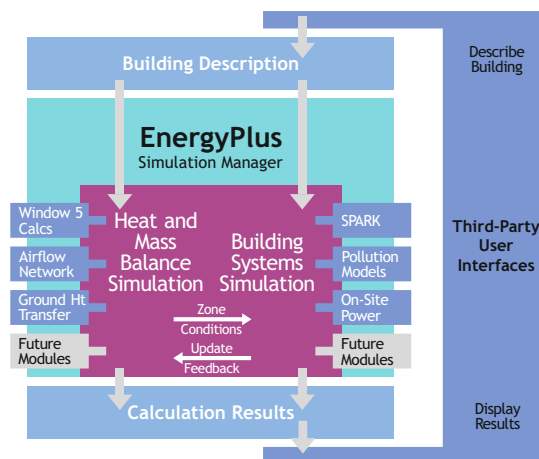 Building Description
Describe
Building
EnergyPlus
Simulation Manager
Window 5
Calcs
Airflow
Network
Ground Ht
Transfer
Future
Modules
Heat and
Mass
Balance
Simulation
Building
Systems
Simulation
Zone
Conditions
Update
Feedback
SPARK
Pollution
Models
On-Site
Power
Future
Modules
Third-Party
User
Interfaces
Calculation Results
Display
Results